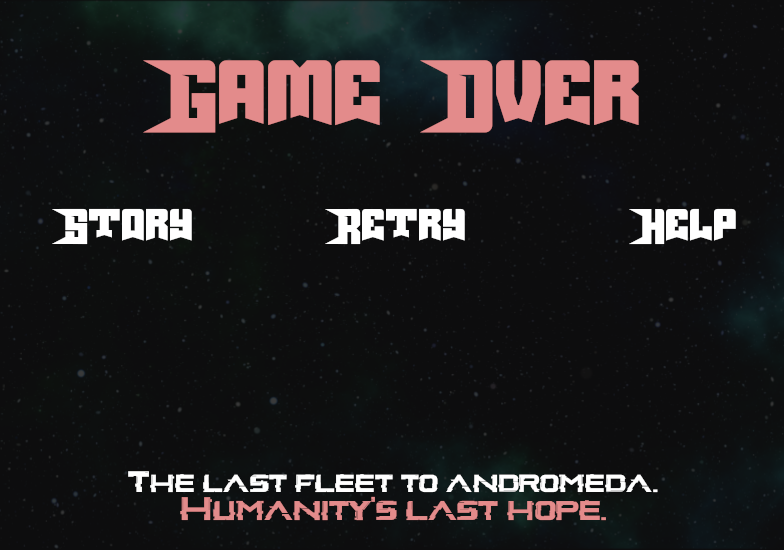 Game Over
Story Retry Help
The last fleet to Andromeda.
Humanity's last hope.